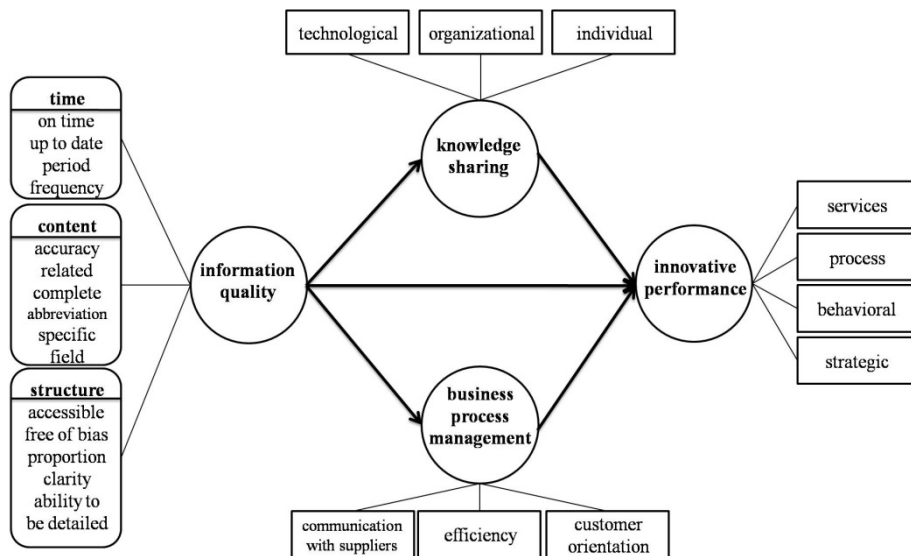 technological
organizational
individual
time
on time
up to date
period
frequency
content
accuracy
related
complete
abbreviation
specific
field
structure
accessible
free of bias
proportion
clarity
ability to
be detailed
information
quality
knowledge
sharing
business
process
management
innovative
performance
services
process
behavioral
strategic
communication
with suppliers
efficiency
customer
orientation